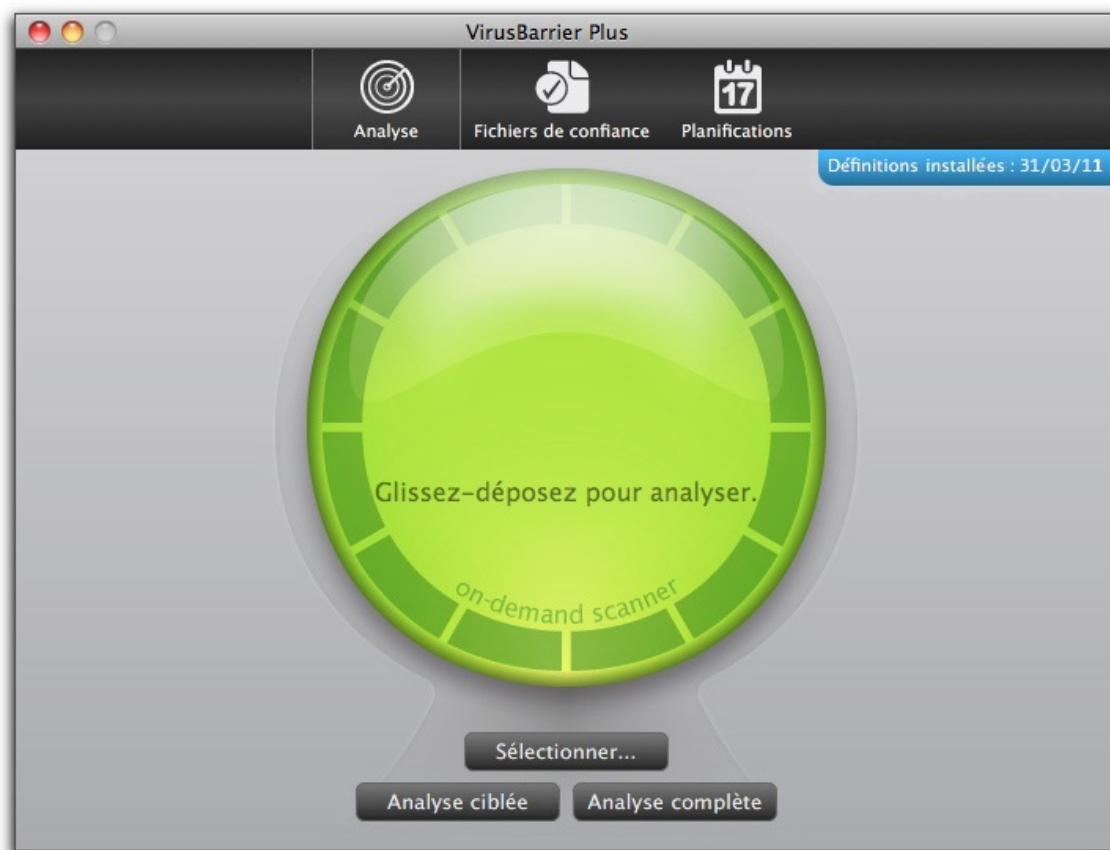 VirusBarrier Plus
Analyse
Fichiers de confiance
17
Planifications
Définitions installées : 31/03/11
Glissez-déposez pour analyser.
on-demand scanner
Sélectionner...
Analyse ciblée
Analyse complète